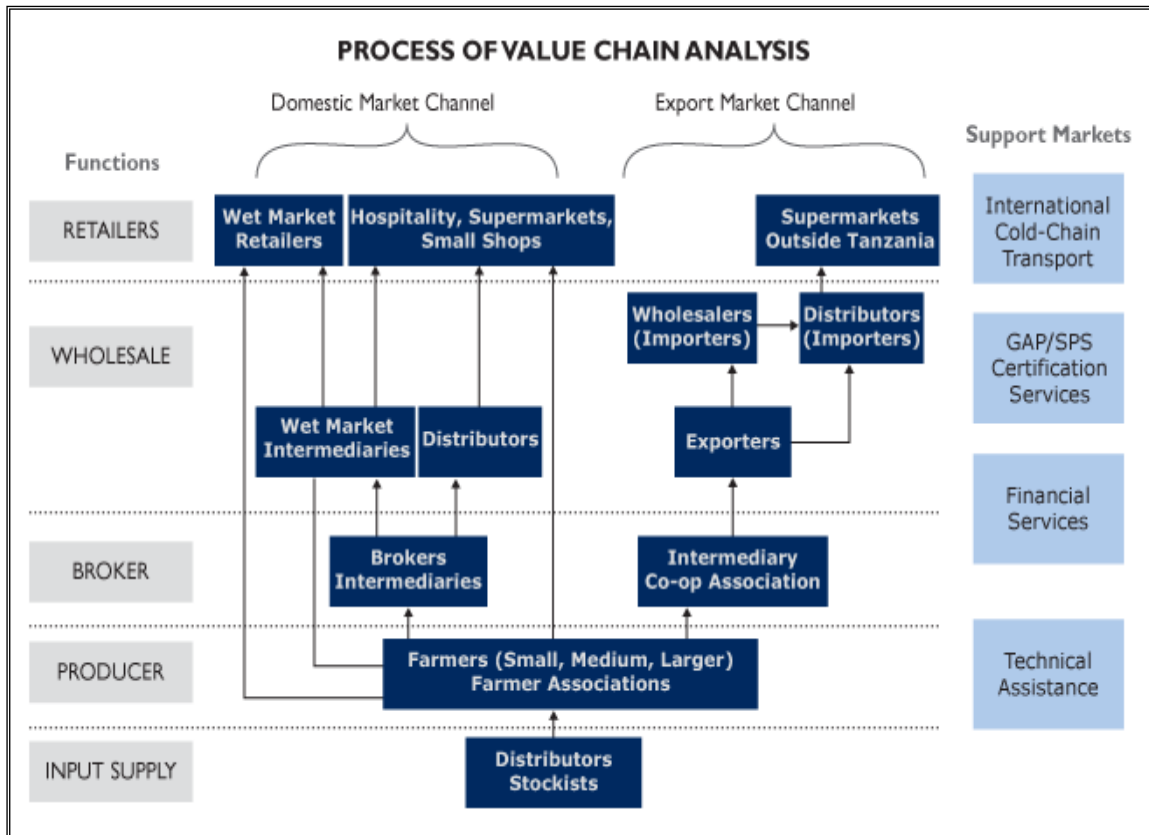 PROCESS OF VALUE CHAIN ANALYSIS
Domestic Market Channel
Export Market Channel
Support Markets
Functions
RETAILERS
Wet Market
Retailers
Hospitality, Supermarkets,
Small Shops
Supermarkets
Outside Tanzania
International
Cold-Chain
Transport
WHOLESALE
Wholesalers
(Importers)
Distributors
(Importers)
GAP/SPS
Certification
Services
Wet Market
Intermediaries
Distributors
Exporters
Financial
Services
BROKER
Brokers
Intermediaries
Intermediary
Co-op Association
PRODUCER
Farmers (Small, Medium, Larger)
Farmer Associations
Technical
Assistance
INPUT SUPPLY
Distributors
Stockists